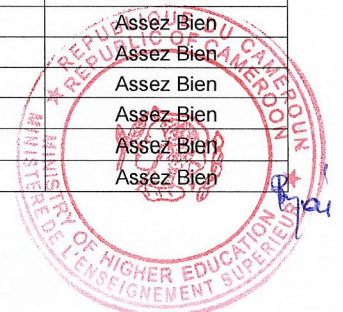 Assez Bien
Assez Bien
Assez Bien
Assez Bien
Assez Bien
Assez Bien
REPUBLIQUE DU CAMEROUN
REPUBLIC OF CAMEROON
MINISTRY OF HIGHER EDUCATION
MINISTERE DE L'ENSEIGNEMENT SUPERIEUR